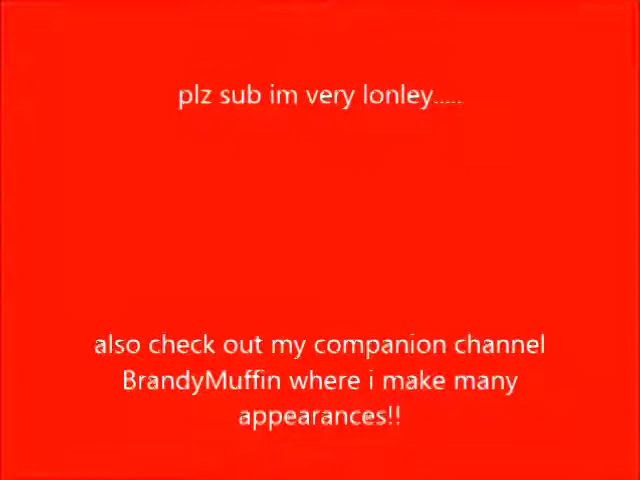 plz sub im very lonley.....
also check out my companion channel
BrandyMuffin where i make many
appearances!!